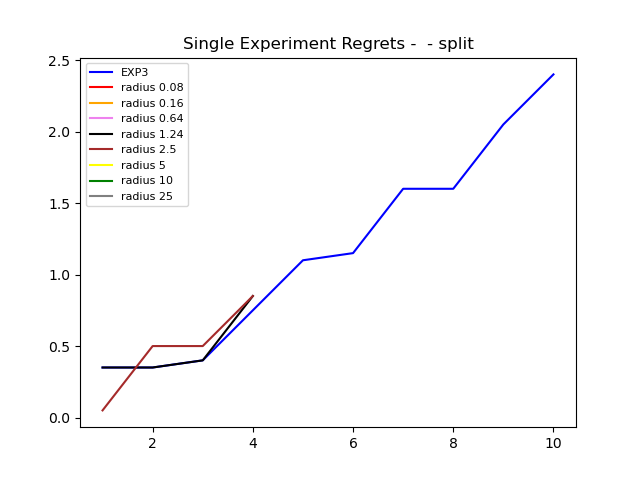 Single Experiment Regrets -  - split
2.5
2.0
1.5
1.0
0.5
0.0
EXP3
radius 0.08
radius 0.16
radius 0.64
radius 1.24
radius 2.5
radius 5
radius 10
radius 25
2 4 6 8 10